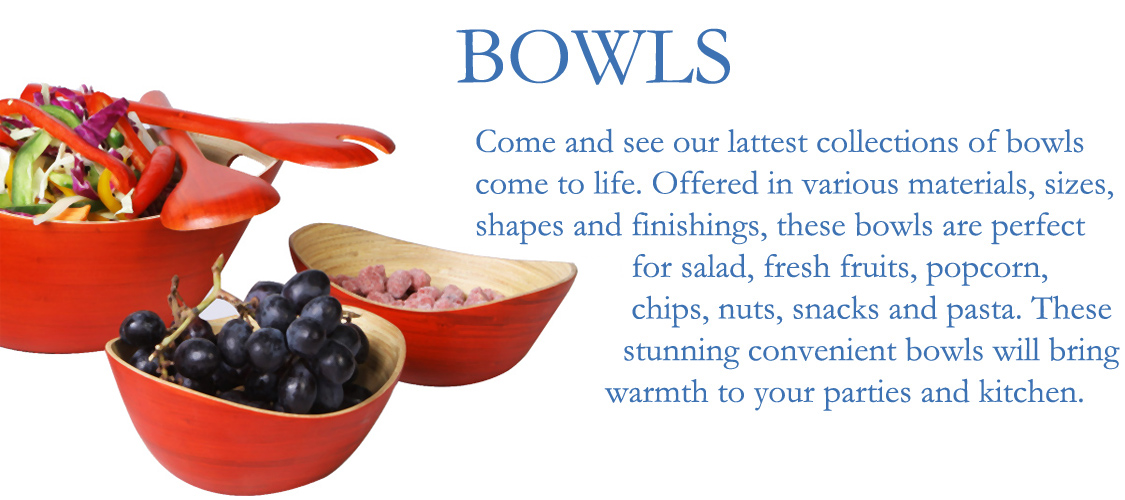 BOWLS
Come and see our lattest collections of bowls
come to life. Offered in various materials, sizes,
shapes and finishings, these bowls are perfect
for salad, fresh fruits, popcorn,
chips, nuts, snacks and pasta. These
stunning convenient bowls will bring
warmth to your parties and kitchen.